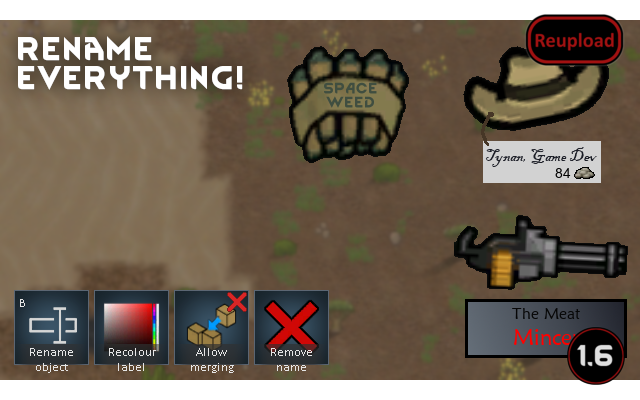 RENAME
EVERYTHING!
Reupload
SPACE
WEED
Tynan, Game Dev
84
The Meat
B
Rename
object
Recolour
label
Allow
merging
Remove
name
1.6